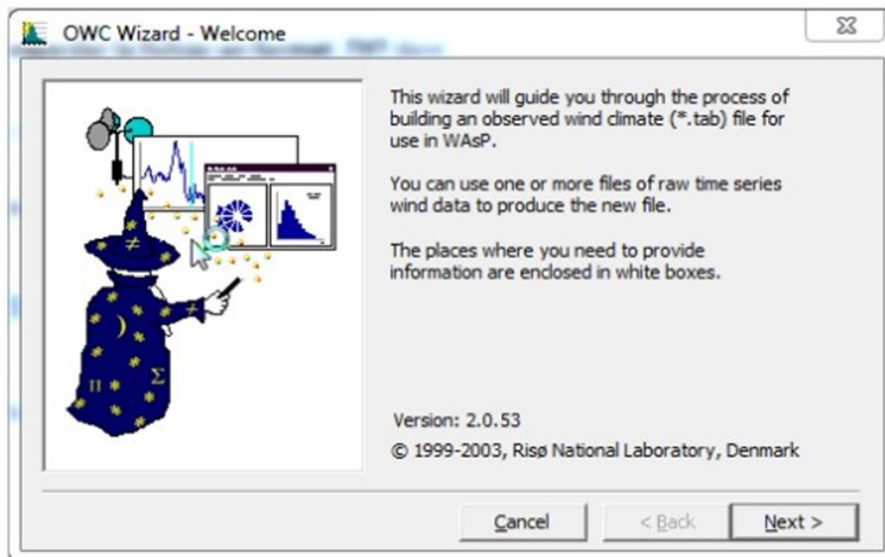 OWC Wizard - Welcome
This wizard will guide you through the process of
building an observed wind climate (*.tab) file for
use in WAsP.
You can use one or more files of raw time series
wind data to produce the new file.
The places where you need to provide
information are enclosed in white boxes.
Version: 2.0.53
© 1999-2003, Risø National Laboratory, Denmark
Cancel
< Back
Next >